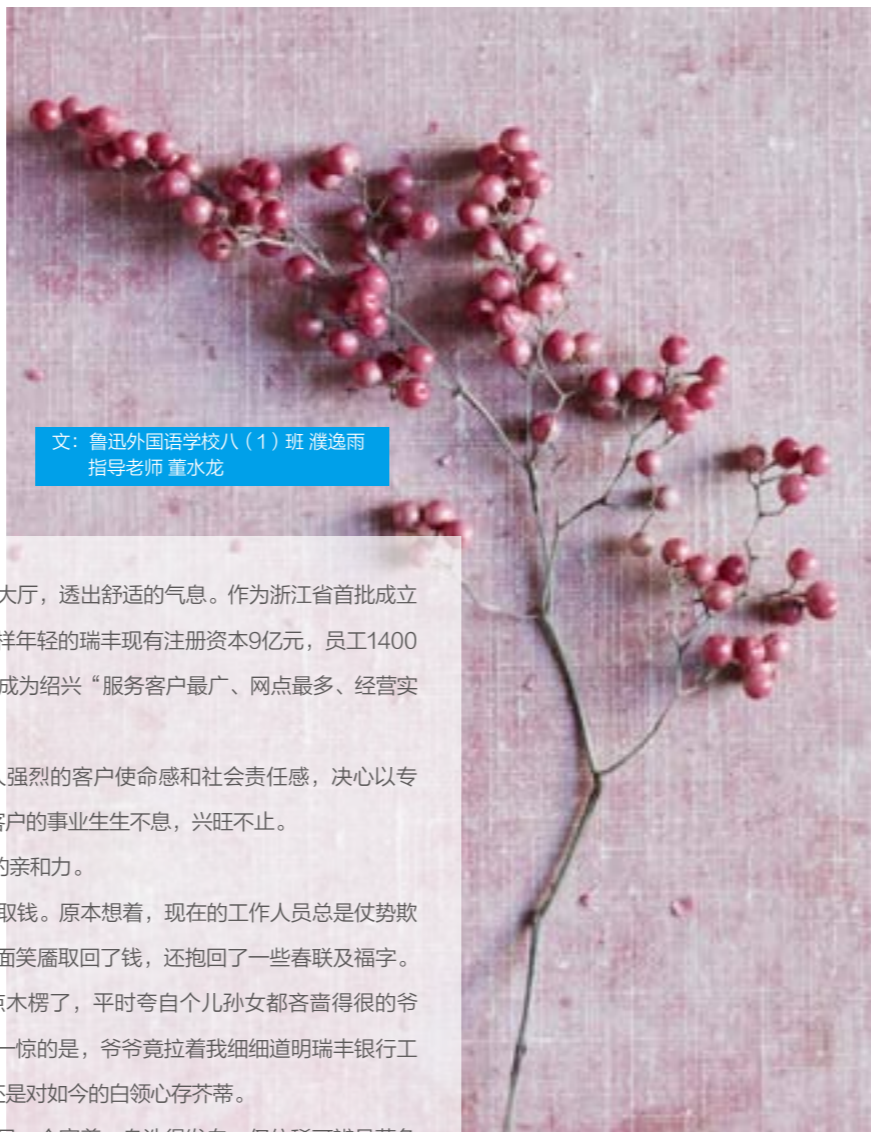 文：鲁迅外国语学校八（1）班 濮逸雨
指导老师 董水龙
大厅，透出舒适的气息。作为浙江省首批成立
样年轻的瑞丰现有注册资本9亿元，员工1400
成为绍兴“服务客户最广、网点最多、经营实
人强烈的客户使命感和社会责任感，决心以专
客户的事业生生不息，兴旺不止。
的亲和力。
取钱。原本想着，现在的工作人员总是仗势欺
面笑靥取回了钱，还抱回了一些春联及福字。
点木楞了，平时夸自个儿孙女都吝啬得很的爷
一惊的是，爷爷竟拉着我细细道明瑞丰银行工
还是对如今的白领心存芥蒂。